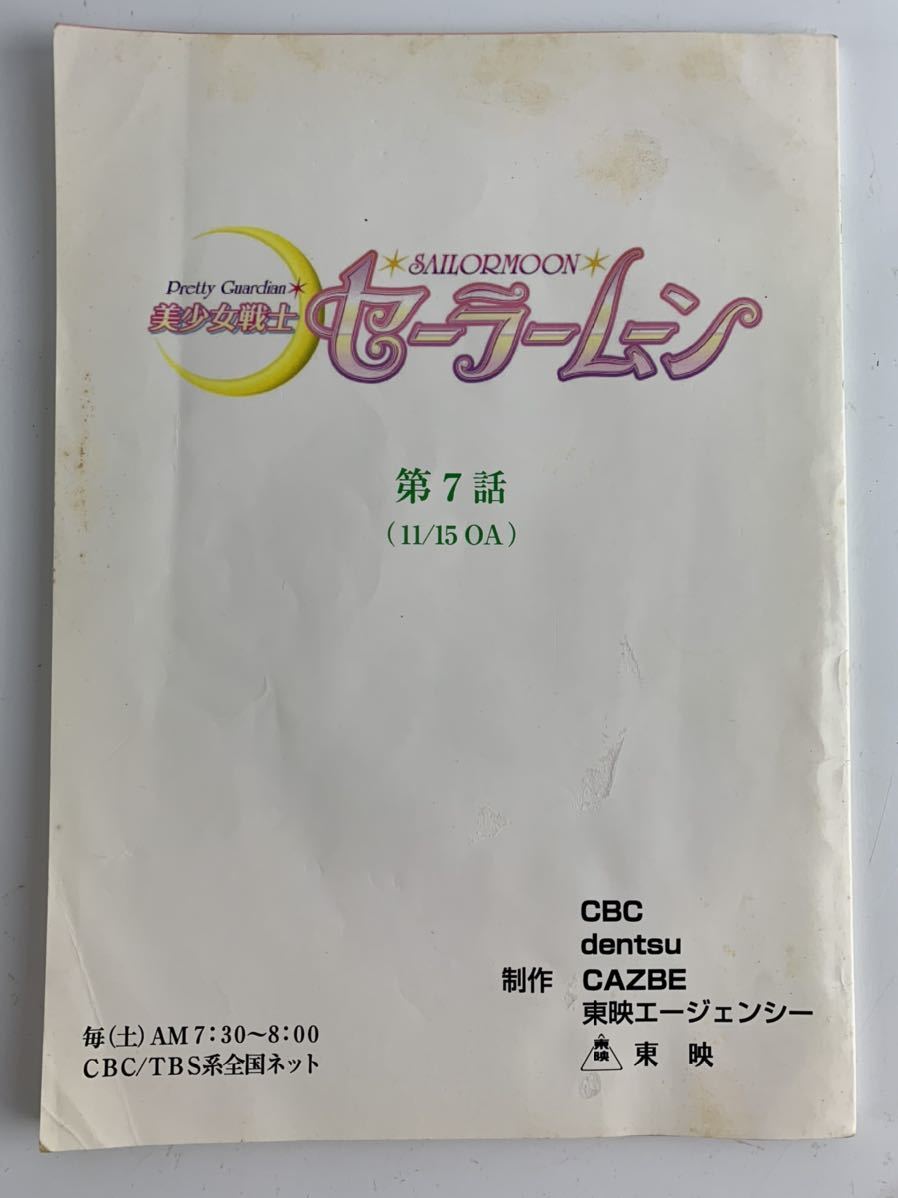 SAILORMOON
Pretty Guardian
美少女戦士
セーラームーン
第7話
(11/15 OA)
CBC
dentsu
制作 CAZBE
東映エージェンシー
東映 東 映
毎(土)AM7:30〜8:00
CBC/TBS系全国ネット